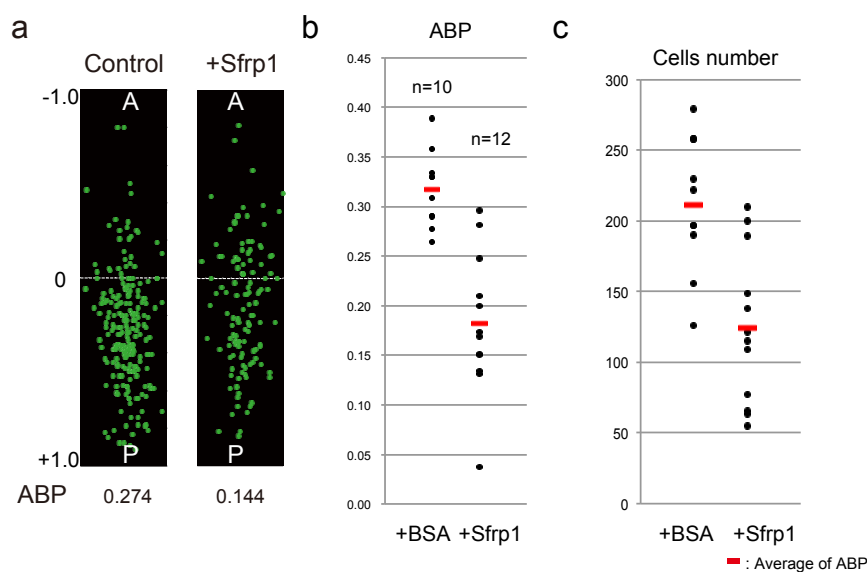 a
Control
+Sfrp1
-1.0
A
A
0
+1.0
P
P
ABP
0.274
0.144
b
ABP
0.45
0.40
0.35
0.30
0.25
0.20
0.15
0.10
0.05
0.00
n=10
n=12
+BSA
+Sfrp1
c
Cells number
300
250
200
150
100
50
0
+BSA
+Sfrp1
: Average of ABP